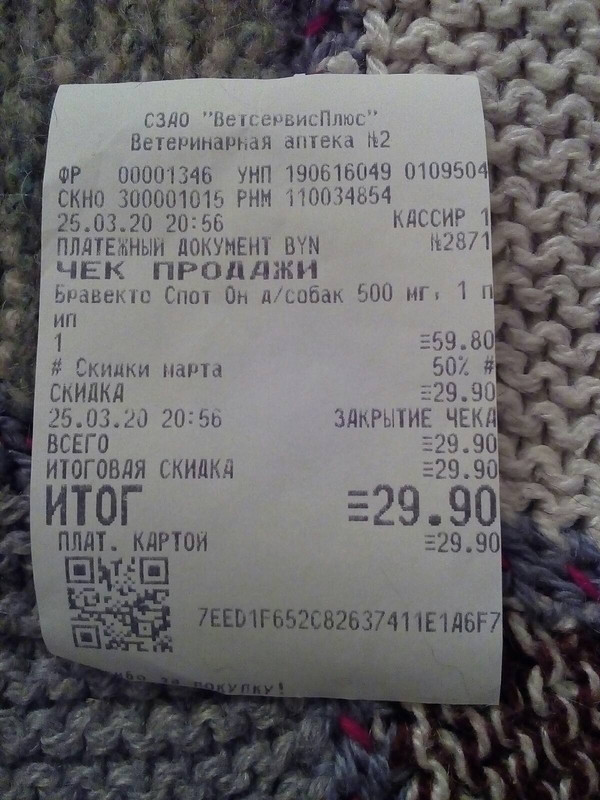 СЗАО "ВетсервисПлюс"
Ветеринарная аптека №2
ФР 00001346 УНП 190616049 0109504
СКНО 300001015 РНМ 110034854
25.03.20 20:56 КАССИР 1
ПЛАТЕЖНЫЙ ДОКУМЕНТ BYN №2871
ЧЕК ПРОДАЖИ
Бравекто Спот Он д/собак 500 мг, 1 п
ип
1 ≡59.80
# Скидки марта 50% #
СКИДКА ≡29.90
25.03.20 20:56 ЗАКРЫТИЕ ЧЕКА
ВСЕГО ≡29.90
ИТОГОВАЯ СКИДКА ≡29.90
ИТОГ ≡29.90
ПЛАТ. КАРТОЙ ≡29.90
7EED1F652C82637411E1A6F7
за покупку!